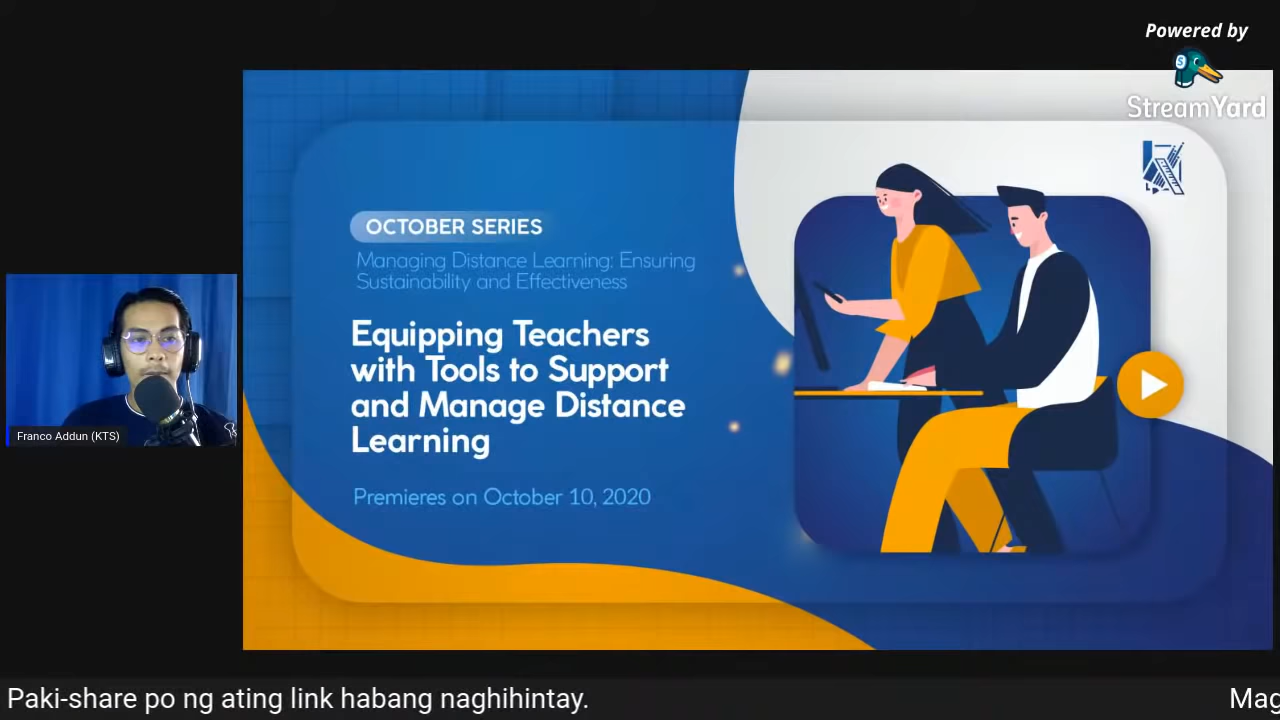 Powered by
StreamYard
OCTOBER SERIES
Managing Distance Learning: Ensuring
Sustainability and Effectiveness
Equipping Teachers
with Tools to Support
and Manage Distance
Learning
Premieres on October 10, 2020
Franco Addun (KTS)
Paki-share po ng ating link habang naghihintay.